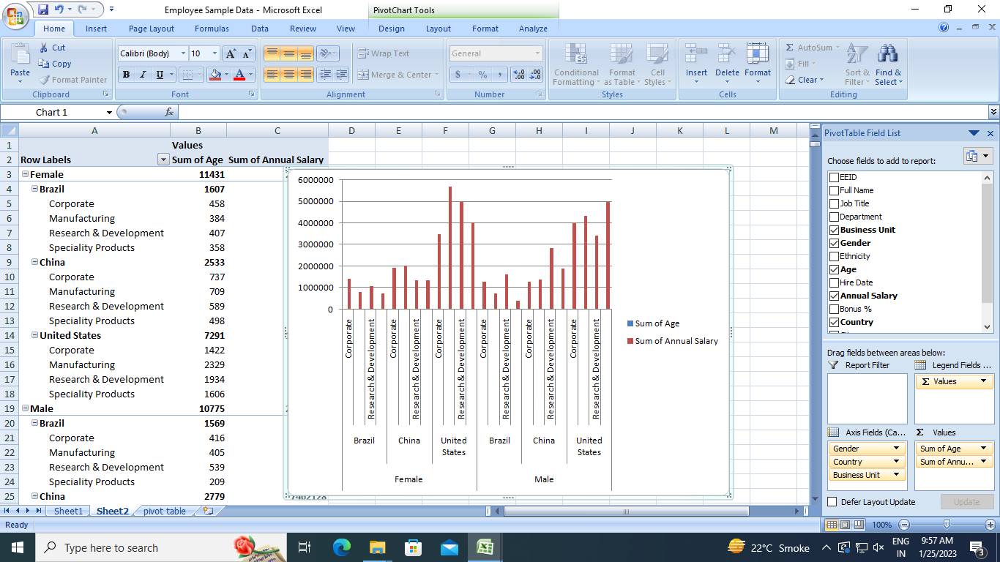 Employee Sample Data - Microsoft Excel
PivotChart Tools
Home Insert Page Layout Formulas Data Review View Design Layout Format Analyze
Paste
Cut
Copy
Format Painter
Clipboard
Calibri (Body) 10
B I U
Font
Wrap Text
Merge & Center
Alignment
General
$ % ,
Number
Conditional Formatting
Format as Table
Cell Styles
Styles
Insert Delete Format
Cells
Σ AutoSum
Fill
Clear
Sort & Filter
Find & Select
Editing
Chart 1
fx
A B C D E F G H I J K L M
1 Values
2 Row Labels Sum of Age Sum of Annual Salary
3 Female 11431
4 Brazil 1607
5 Corporate 458
6 Manufacturing 384
7 Research & Development 407
8 Speciality Products 358
9 China 2533
10 Corporate 737
11 Manufacturing 709
12 Research & Development 589
13 Speciality Products 498
14 United States 7291
15 Corporate 1422
16 Manufacturing 2329
17 Research & Development 1934
18 Speciality Products 1606
19 Male 10775
20 Brazil 1569
21 Corporate 416
22 Manufacturing 405
23 Research & Development 539
24 Speciality Products 209
25 China 2779
6000000
5000000
4000000
3000000
2000000
1000000
0
Corporate Research & Development Corporate Research & Development Corporate Research & Development Corporate Research & Development Corporate Research & Development Corporate Research & Development
Brazil China United States Brazil China United States
Female Male
Sum of Age
Sum of Annual Salary
PivotTable Field List
Choose fields to add to report:
EEID
Full Name
Job Title
Department
Business Unit
Gender
Ethnicity
Age
Hire Date
Annual Salary
Bonus %
Country
Drag fields between areas below:
Report Filter
Legend Fields ...
Σ Values
Axis Fields (Ca...
Σ Values
Gender
Country
Business Unit
Sum of Age
Sum of Annu...
Defer Layout Update
Update
Sheet1 Sheet2 pivot table
Ready
100%
Type here to search
22°C Smoke
ENG
IN
9:57 AM
1/25/2023
3